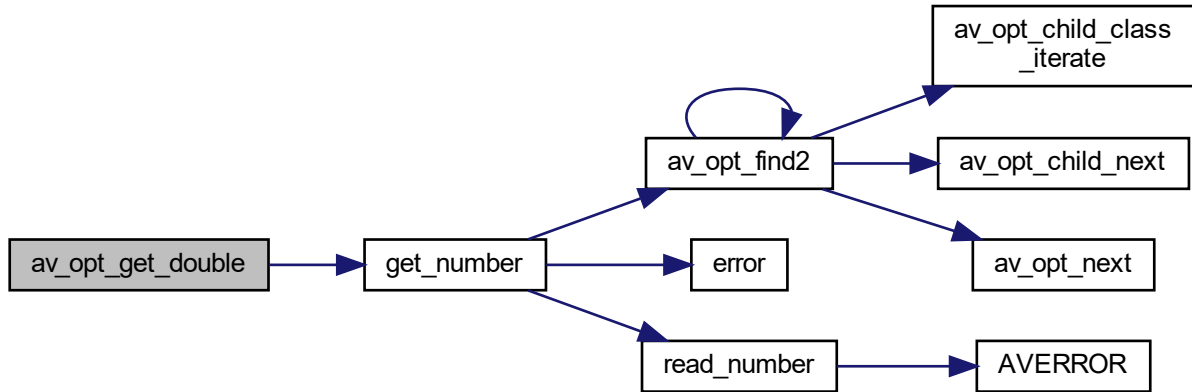 av_opt_child_class
_iterate
av_opt_find2
av_opt_child_next
av_opt_get_double
get_number
error
av_opt_next
read_number
AVERROR